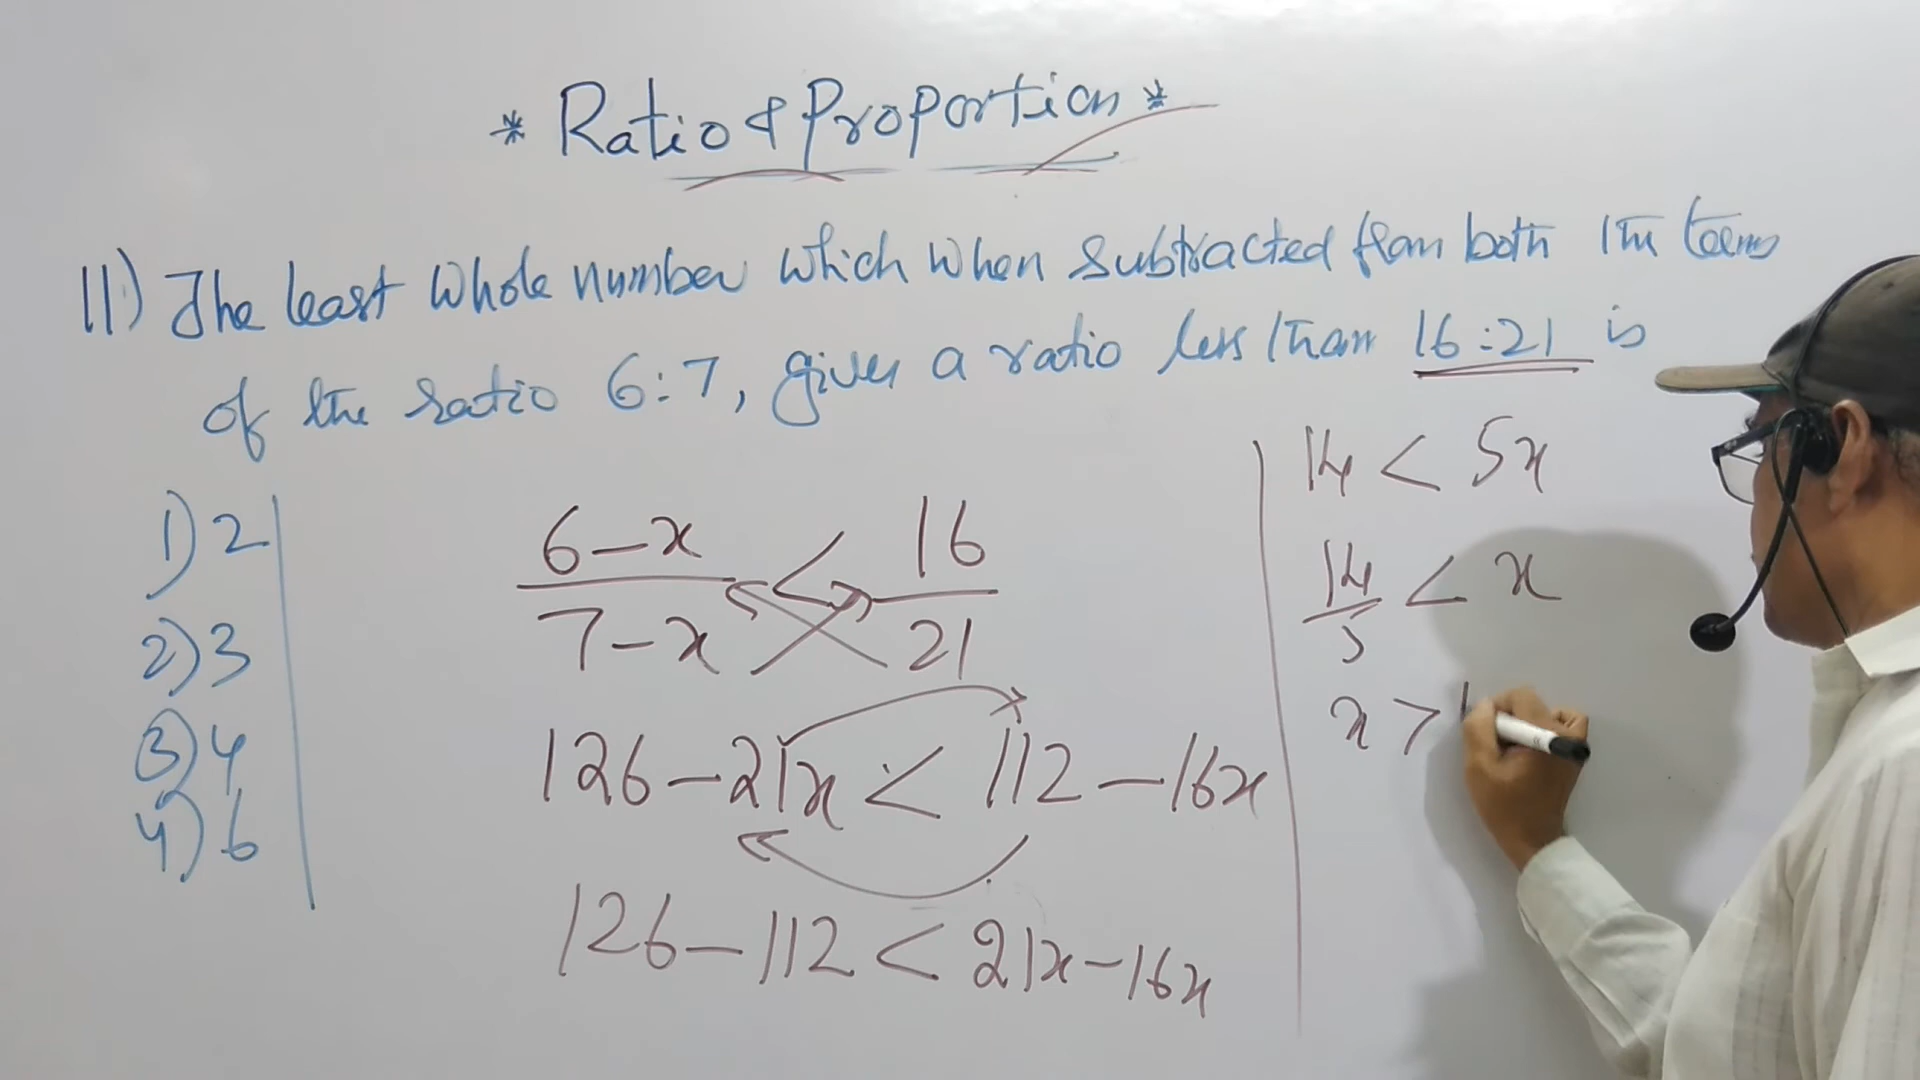 * Ratio & Proportion *
11) The least whole number which when subtracted from both the terms
of the ratio 6:7, gives a ratio less than 16:21 is
1) 2
2) 3
3) 4
4) 6
6-x < 16
7-x 21
126-21x < 112-16x
126-112 < 21x-16x
14 < 5x
14/5 < x
x > 1